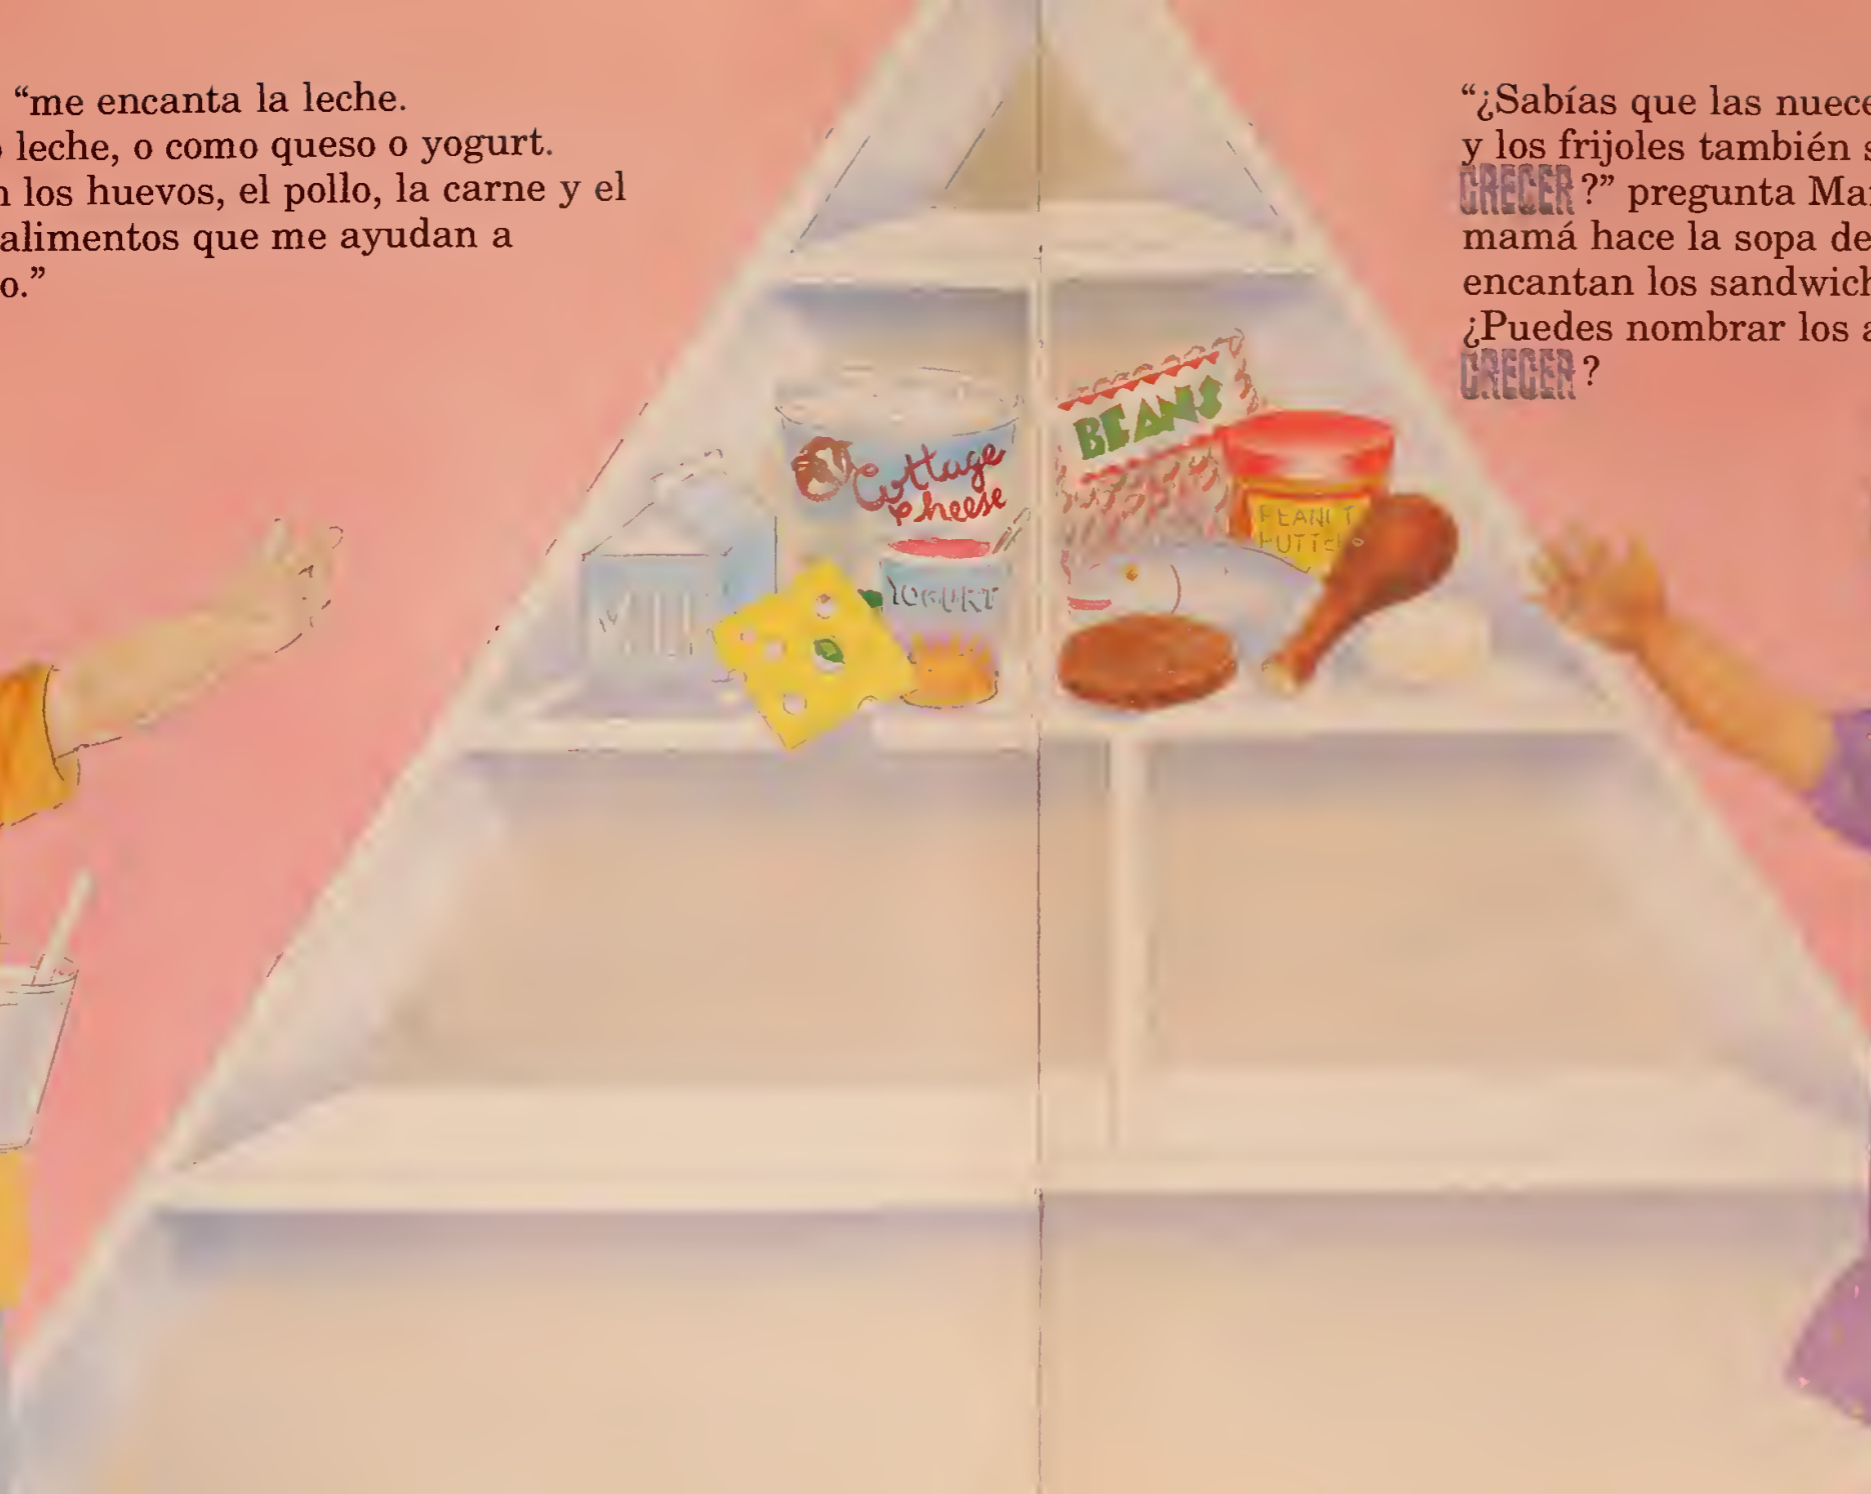 “me encanta la leche.
leche, o como queso o yogurt.
los huevos, el pollo, la carne y el
alimentos que me ayudan a
o.”
“¿Sabías que las nuece
y los frijoles también s
CRECER?” pregunta Mar
mamá hace la sopa de
encantan los sandwich
¿Puedes nombrar los a
CRECER?
Cottage
Cheese
BEANS
PEANUT
BUTTER
MILK
YOGURT